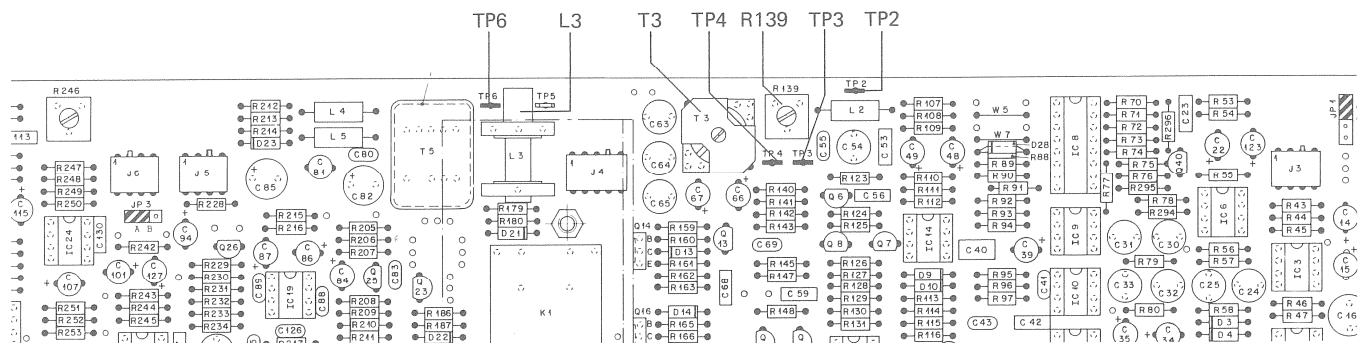 TP6 L3 T3 TP4 R139 TP3 TP2
R246
TP6
TP5
R139
TP2
JP1
R212
R213
R214
D23
L4
L5
C63
T3
L2
C55
C54
C53
R107
R108
R109
W5
W7
D28
R88
R89
R90
R91
R92
R93
R94
IC8
R70
R71
R72
R73
R74
R75
R76
R295
R296
C23
R53
R54
113
C80
C81
T5
L3
J4
C64
TP4
TP3
C49
C48
Q40
C22
C123
J3
R247
R248
R249
R250
J6
1
J5
1
C85
C82
C65
C67
C66
R140
R141
R142
R143
R123
Q6
C56
R124
R125
R110
R111
R112
R77
R78
R294
R55
IC6
R43
R44
R45
C14
C115
JP3
A B
R228
R215
R216
R179
R180
D21
IC24
C130
R242
C94
Q26
C87
C86
R205
R206
R207
Q14
B
C
E
R159
R160
D13
R161
R162
R163
Q13
C69
Q8
Q7
IC14
C40
C39
IC9
C31
C30
R79
R56
R57
IC3
C15
C107
C101
C127
R229
R230
R231
R232
R233
R234
C89
IC19
C88
C84
Q25
C83
Q23
R145
R147
C59
C68
R126
R127
R128
R129
R130
R131
D9
D10
R113
R114
R115
R116
R95
R96
R97
C41
IC10
C33
C32
C25
C24
R251
R252
R253
R243
R244
R245
C126
R217
R208
R209
R210
R211
R186
R187
D22
K1
Q16
B
C
D14
R165
R166
R148
Q
Q
C43
C42
C35
C34
R80
R58
D3
D4
R46
R47
C16